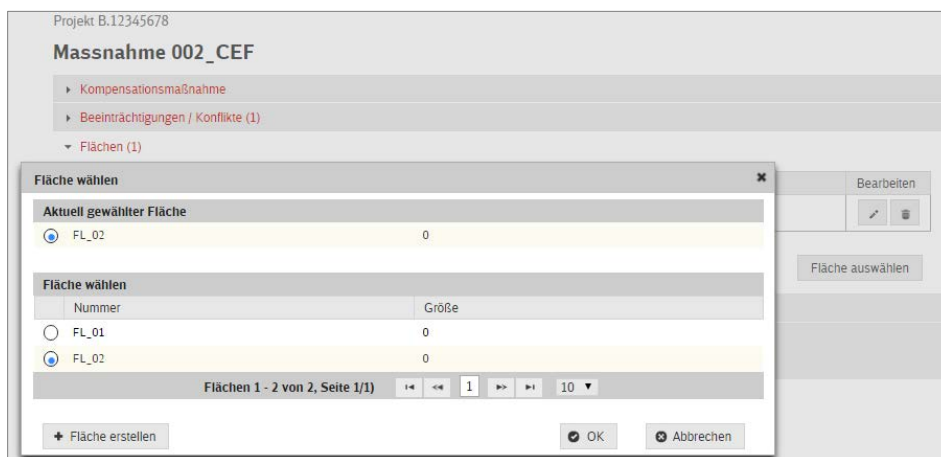 Projekt B.12345678
Massnahme 002_CEF
Kompensationsmaßnahme
Beeinträchtigungen / Konflikte (1)
Flächen (1)
Fläche wählen
Bearbeiten
Aktuell gewählter Fläche
FL_02 0
Fläche auswählen
Fläche wählen
Nummer Größe
FL_01 0
FL_02 0
Flächen 1 - 2 von 2, Seite 1/1) 1 10
Fläche erstellen OK Abbrechen